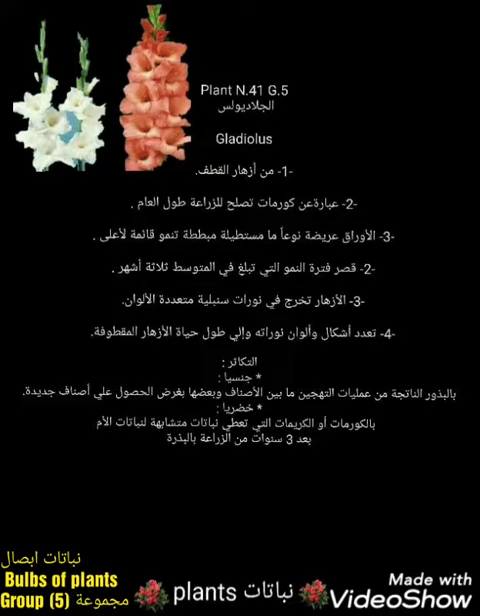 Plant N.41 G.5
الجلاديولس
Gladiolus
-1- من أزهار القطف.
-2- عبارةعن كورمات تصلح للزراعة طول العام .
-3- الأوراق عريضة نوعاً ما مستطيلة مبططة تنمو قائمة لأعلى .
-2- قصر فترة النمو التي تبلغ في المتوسط ثلاثة أشهر .
-3- الأزهار تخرج في نورات سنبلية متعددة الألوان.
-4- تعدد أشكال وألوان نوراته وإلي طول حياة الأزهار المقطوفة.
التكاثر :
* جنسيا :
بالبذور الناتجة من عمليات التهجين ما بين الأصناف وبعضها بغرض الحصول علي أصناف جديدة.
* خضريا :
بالكورمات أو الكريمات التي تعطي نباتات متشابهة لنباتات الأم
بعد 3 سنوات من الزراعة بالبذرة
نباتات ابصال
Bulbs of plants
Group (5) مجموعة
plants نباتات
Made with
VideoShow